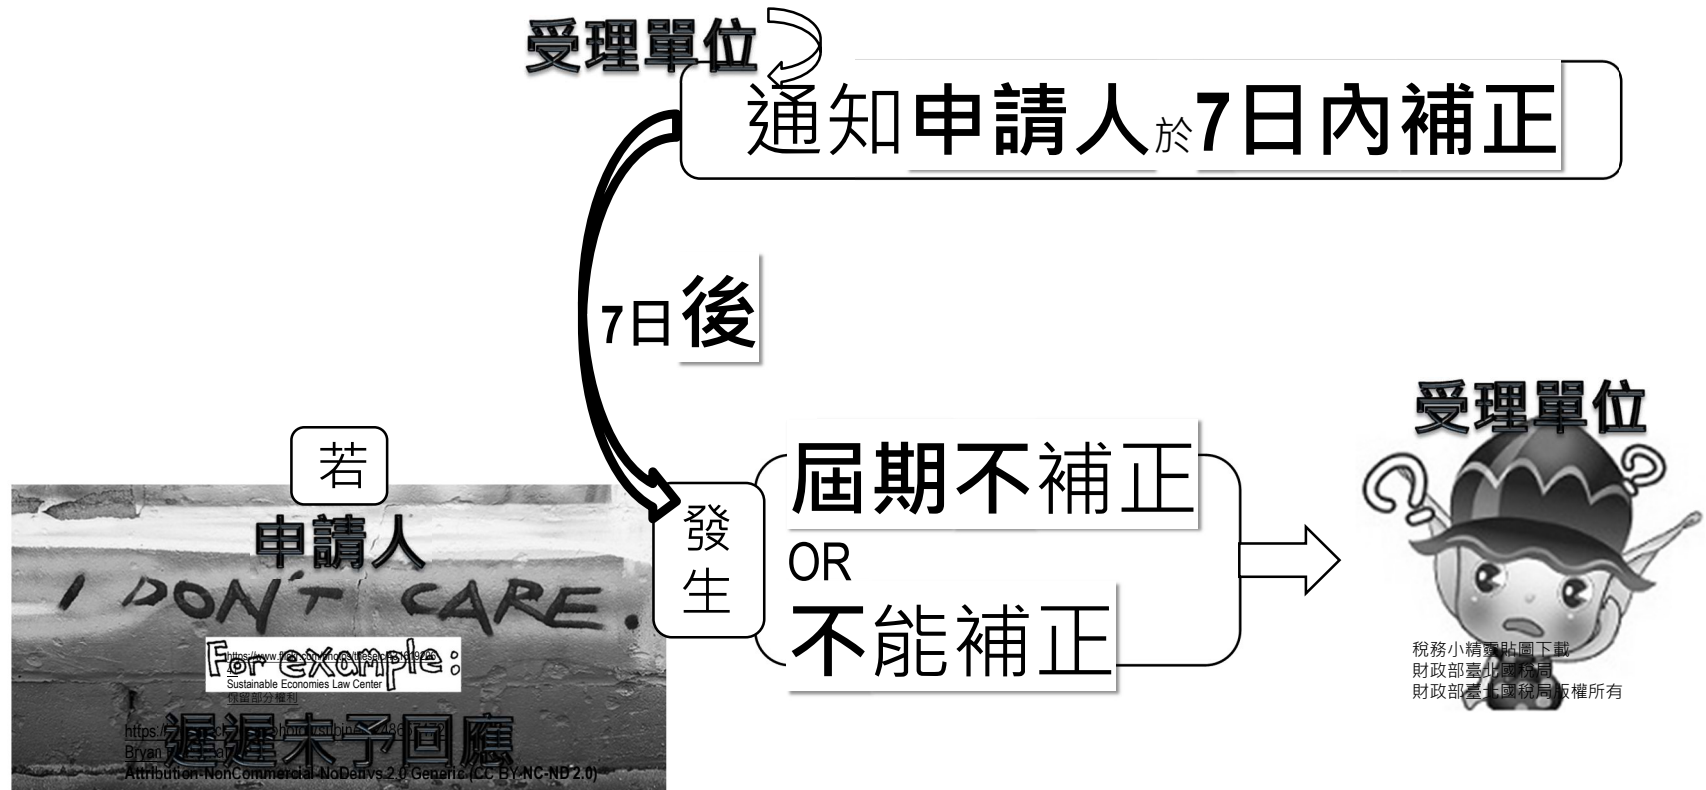 受理單位
通知申請人於7日內補正
7日後
若
申請人
I DON'T CARE.
For example:
Sustainable Economies Law Center
保留部分權利
遲遲未予回應
Attribution-NonCommercial-NoDerivs 2.0 Generic (CC BY-NC-ND 2.0)
發生
屆期不補正
OR
不能補正
受理單位
稅務小精靈貼圖下載
財政部臺北國稅局
財政部臺北國稅局版權所有